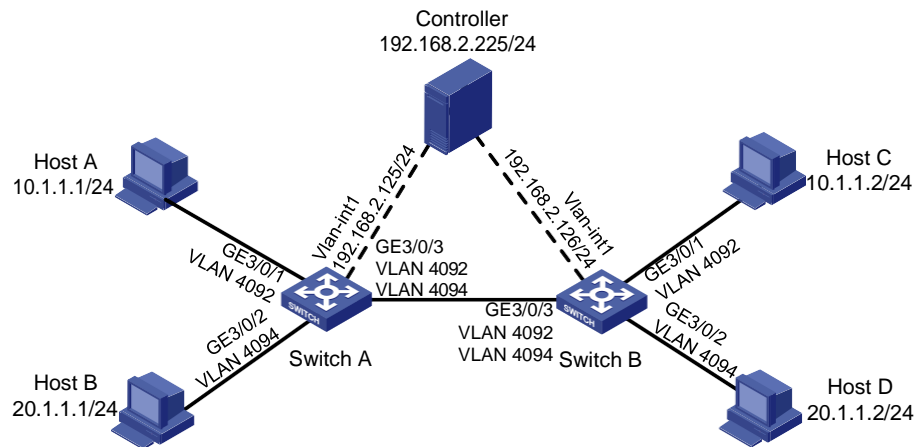 Controller
192.168.2.225/24
Host A
10.1.1.1/24
Host C
10.1.1.2/24
Vlan-int1
192.168.2.125/24
Vlan-int1
192.168.2.126/24
GE3/0/1
VLAN 4092
GE3/0/3
VLAN 4092
VLAN 4094
GE3/0/1
VLAN 4092
SWITCH
SWITCH
GE3/0/2
VLAN 4094
GE3/0/3
VLAN 4092
VLAN 4094
GE3/0/2
VLAN 4094
Switch A
Switch B
Host B
20.1.1.1/24
Host D
20.1.1.2/24